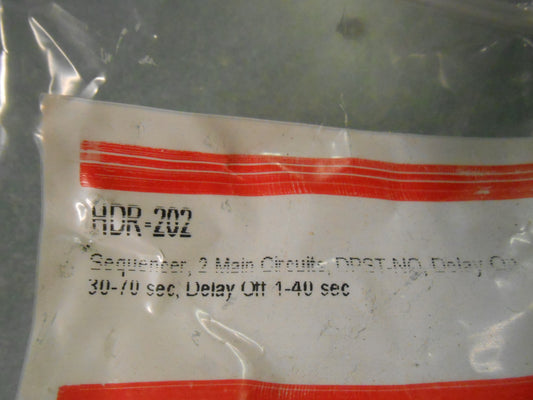 HDR-202
Sequencer, 2 Main Circuits, DPST-NO, Delay On
30-70 sec, Delay Off 1-40 sec